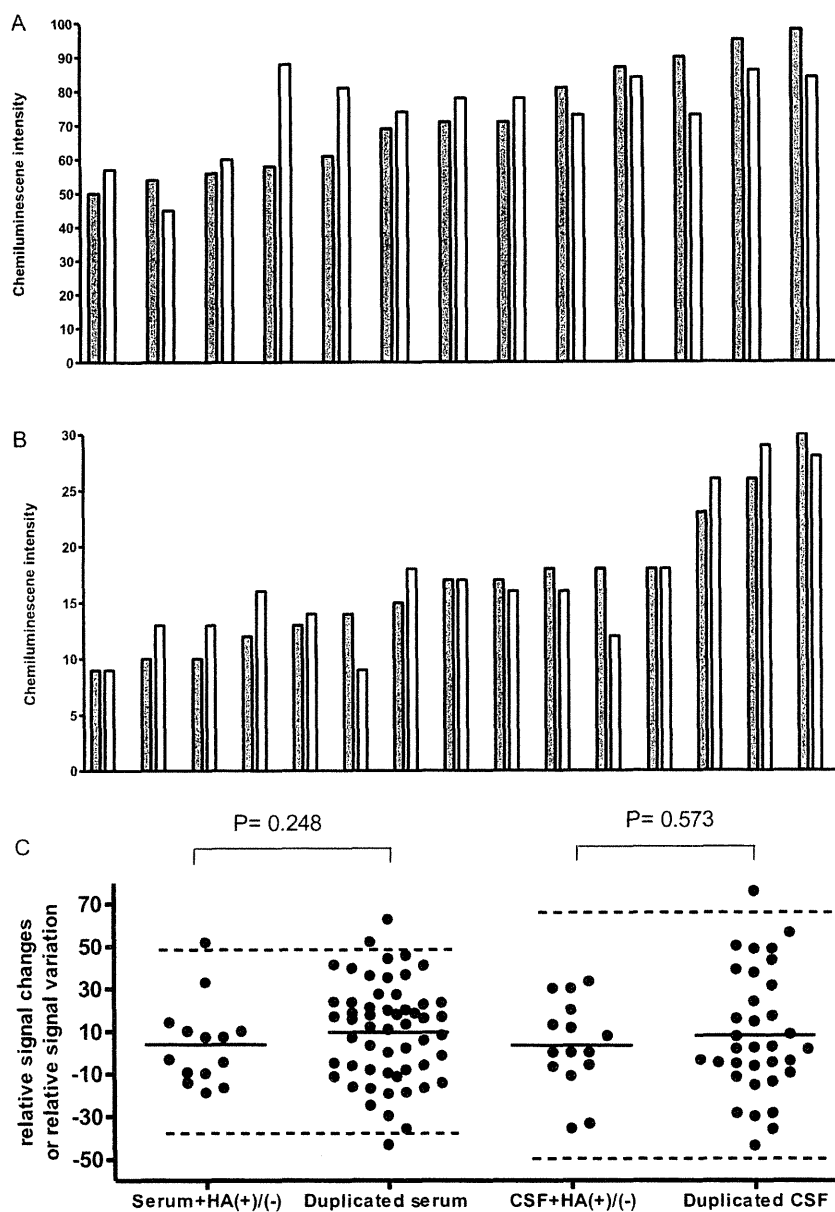 A
Chemiluminescene intensity
100
90
80
70
60
50
40
30
20
10
0
B
Chemiluminescene intensity
30
25
20
15
10
5
0
P= 0.248
P= 0.573
C
relative signal changes
or relative signal variation
70
50
30
10
-10
-30
-50
Serum+HA(+)/(-)
Duplicated serum
CSF+HA(+)/(-)
Duplicated CSF